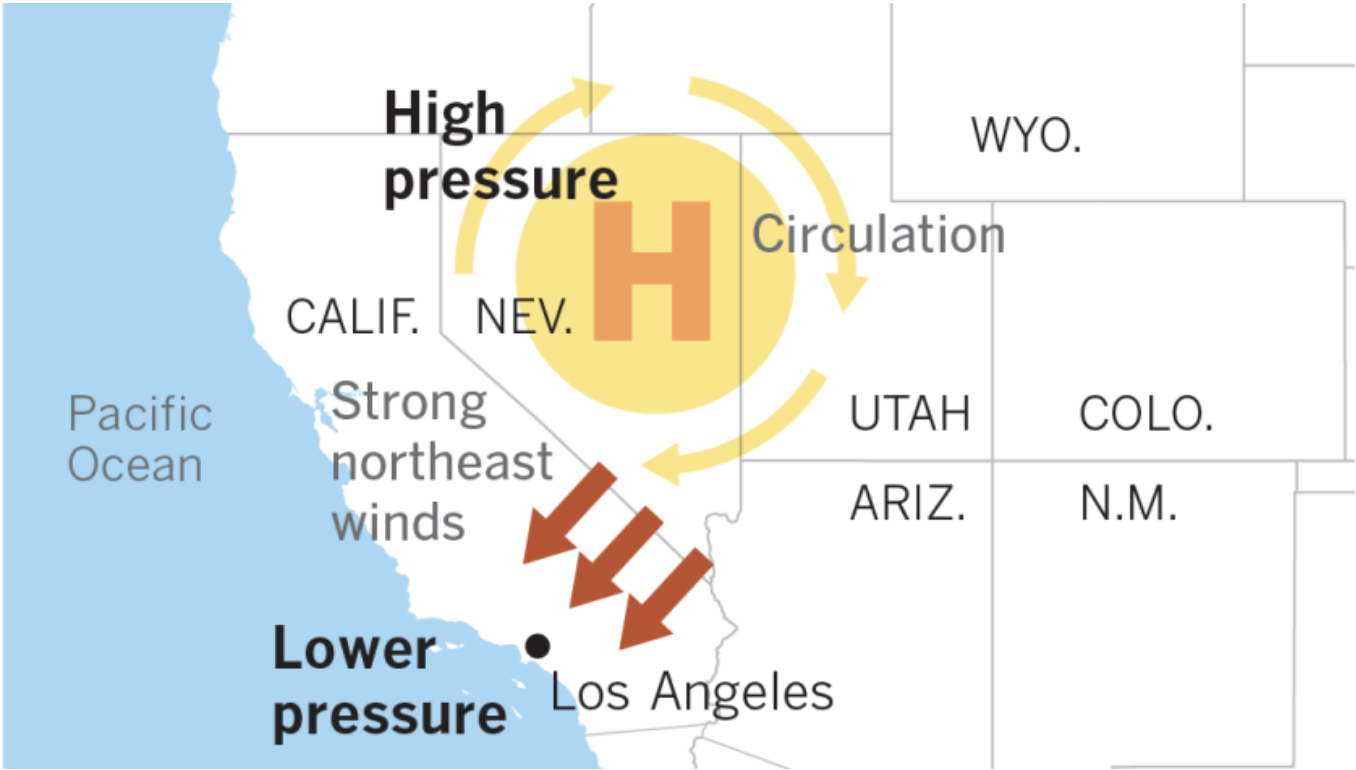 High
pressure
WYO.
H
Circulation
CALIF.
NEV.
Strong
northeast
winds
Pacific
Ocean
UTAH
COLO.
ARIZ.
N.M.
Lower
pressure
Los Angeles